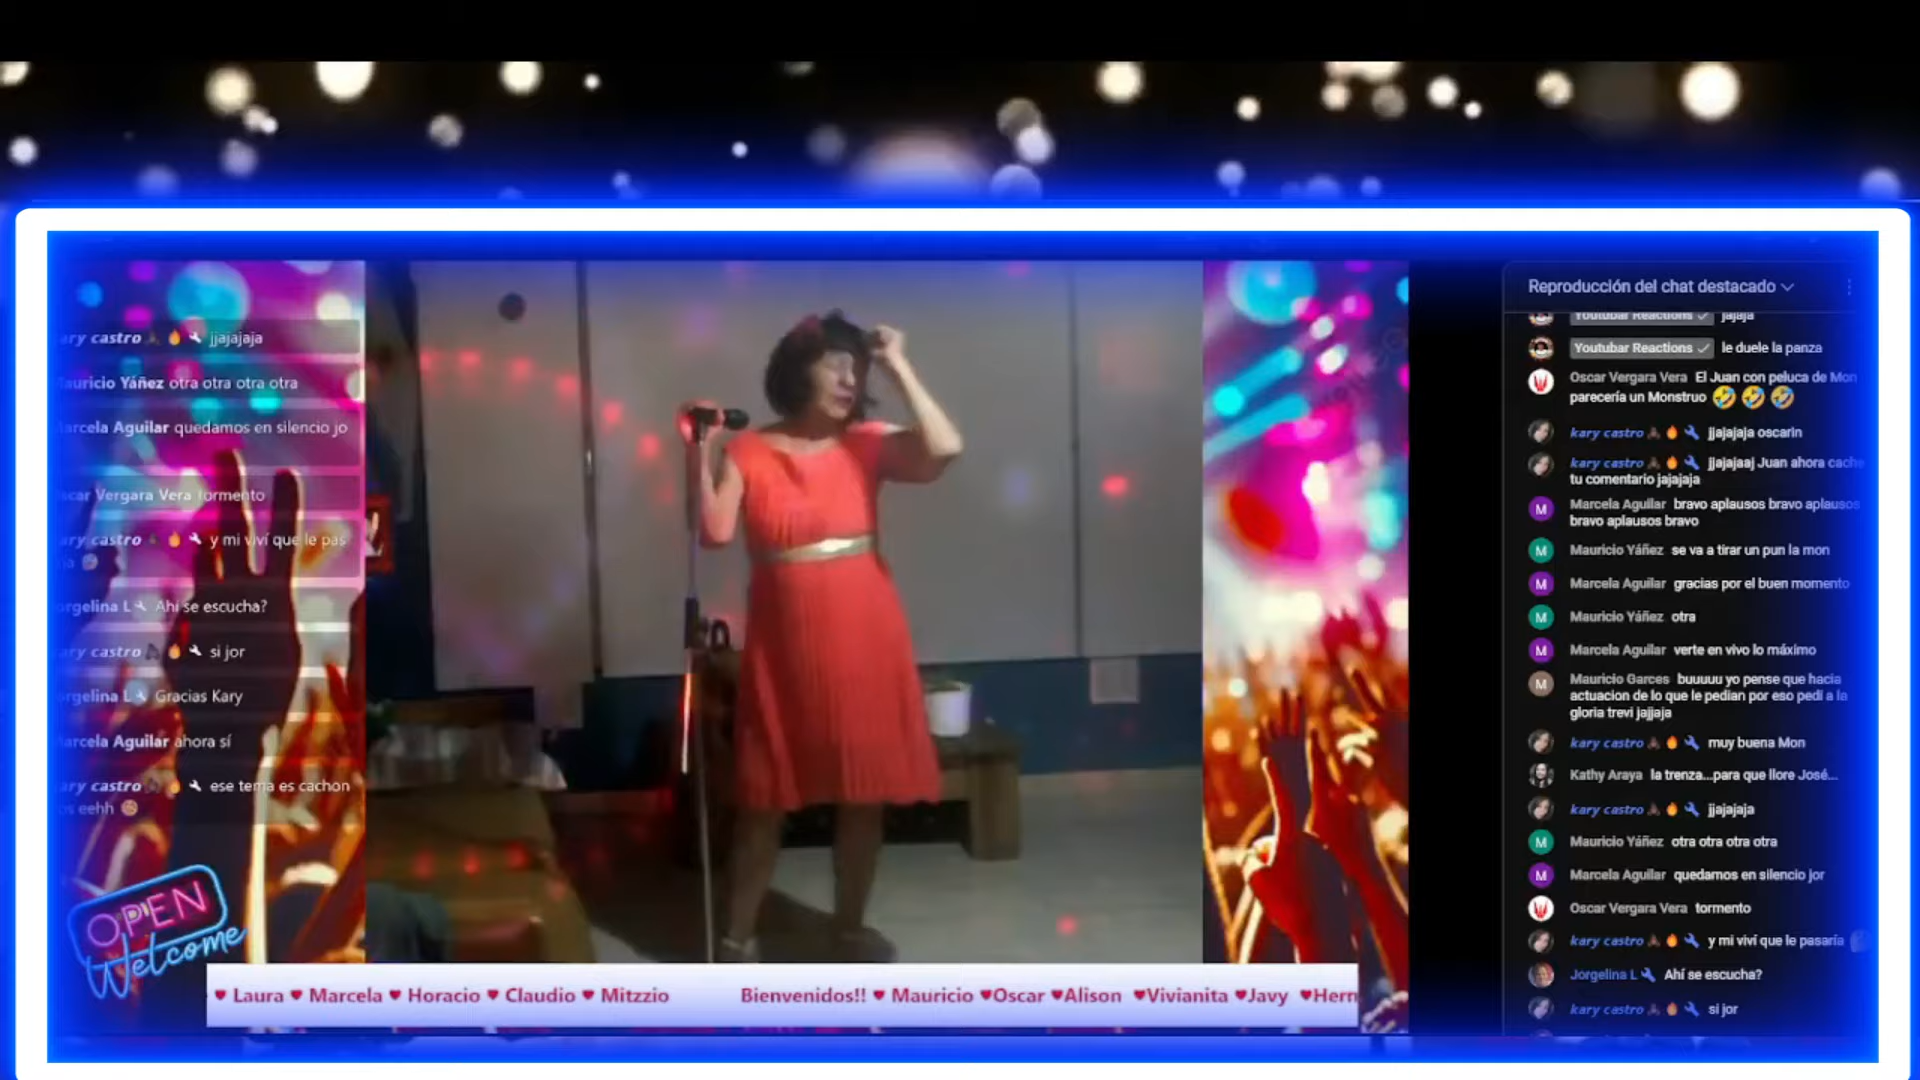 ary castro jjajajaja
auricio Yáñez otra otra otra otra
arcela Aguilar quedamos en silencio jo
scar Vergara Vera tormento
ary castro y mi viví que le pas
orgelina L Ahi se escucha?
ary castro si jor
orgelina L Gracias Kary
arcela Aguilar ahora sí
ary castro ese tema es cachon
os eehh
OPEN
Welcome
♥ Laura ♥ Marcela ♥ Horacio ♥ Claudio ♥ Mitzzio Bienvenidos!! ♥ Mauricio ♥Oscar ♥Alison ♥Vivianita ♥Javy ♥Hern
Reproducción del chat destacado
Youtubar Reactions jajaja
Youtubar Reactions le duele la panza
Oscar Vergara Vera El Juan con peluca de Mon
parecería un Monstruo 🤣 🤣 🤣
kary castro jjajajaja oscarin
kary castro jjajajaaj Juan ahora cache
tu comentario jajajaja
M Marcela Aguilar bravo aplausos bravo aplausos
bravo aplausos bravo
M Mauricio Yáñez se va a tirar un pun la mon
M Marcela Aguilar gracias por el buen momento
M Mauricio Yáñez otra
M Marcela Aguilar verte en vivo lo máximo
M Mauricio Garces buuuuu yo pense que hacia
actuacion de lo que le pedian por eso pedi a la
gloria trevi jajjaja
kary castro muy buena Mon
Kathy Araya la trenza...para que llore José...
kary castro jjajajaja
M Mauricio Yáñez otra otra otra otra
M Marcela Aguilar quedamos en silencio jor
Oscar Vergara Vera tormento
kary castro y mi viví que le pasaría
Jorgelina L Ahí se escucha?
kary castro si jor